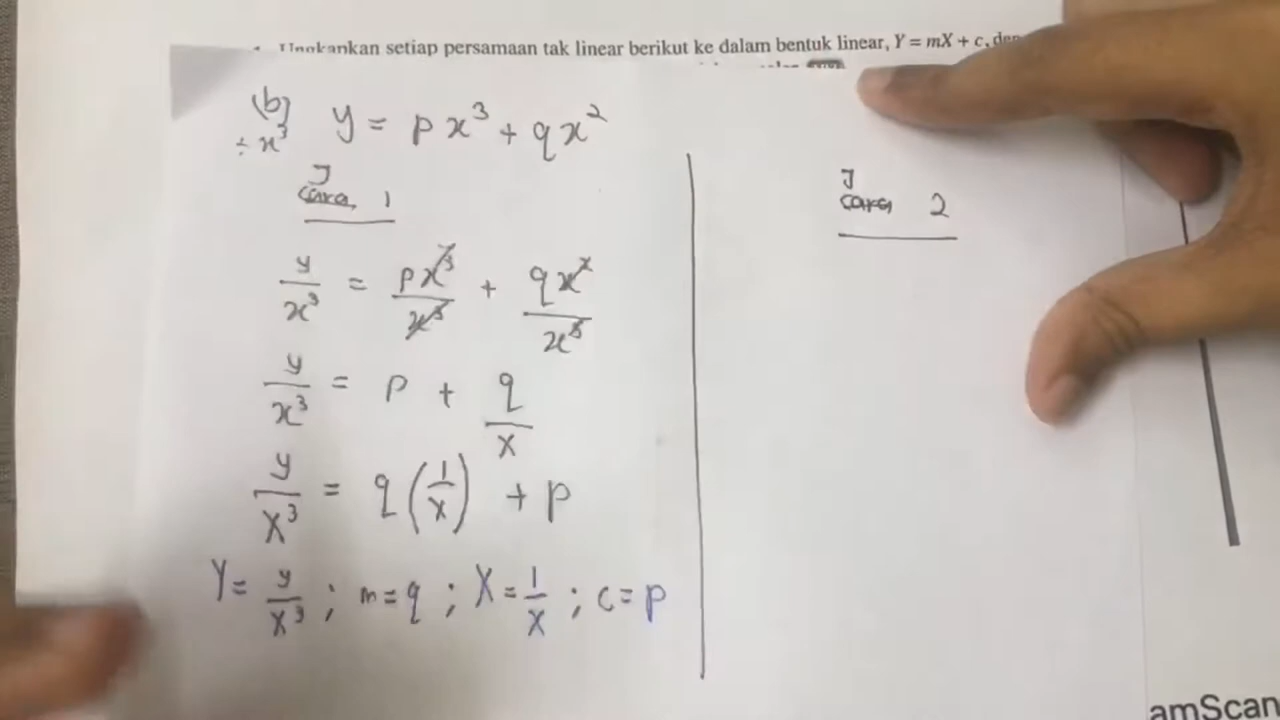 setiap persamaan tak linear berikut ke dalam bentuk linear, Y = mX + c,
(b) y = px³ + qx²
÷ x³
J
cara 1
y/x³ = px³/x³ + qx²/x³
y/x³ = p + q/x
y/x³ = q(1/x) + p
Y = y/x³ ; m = q ; X = 1/x ; c = p
J
cara 2
amScan